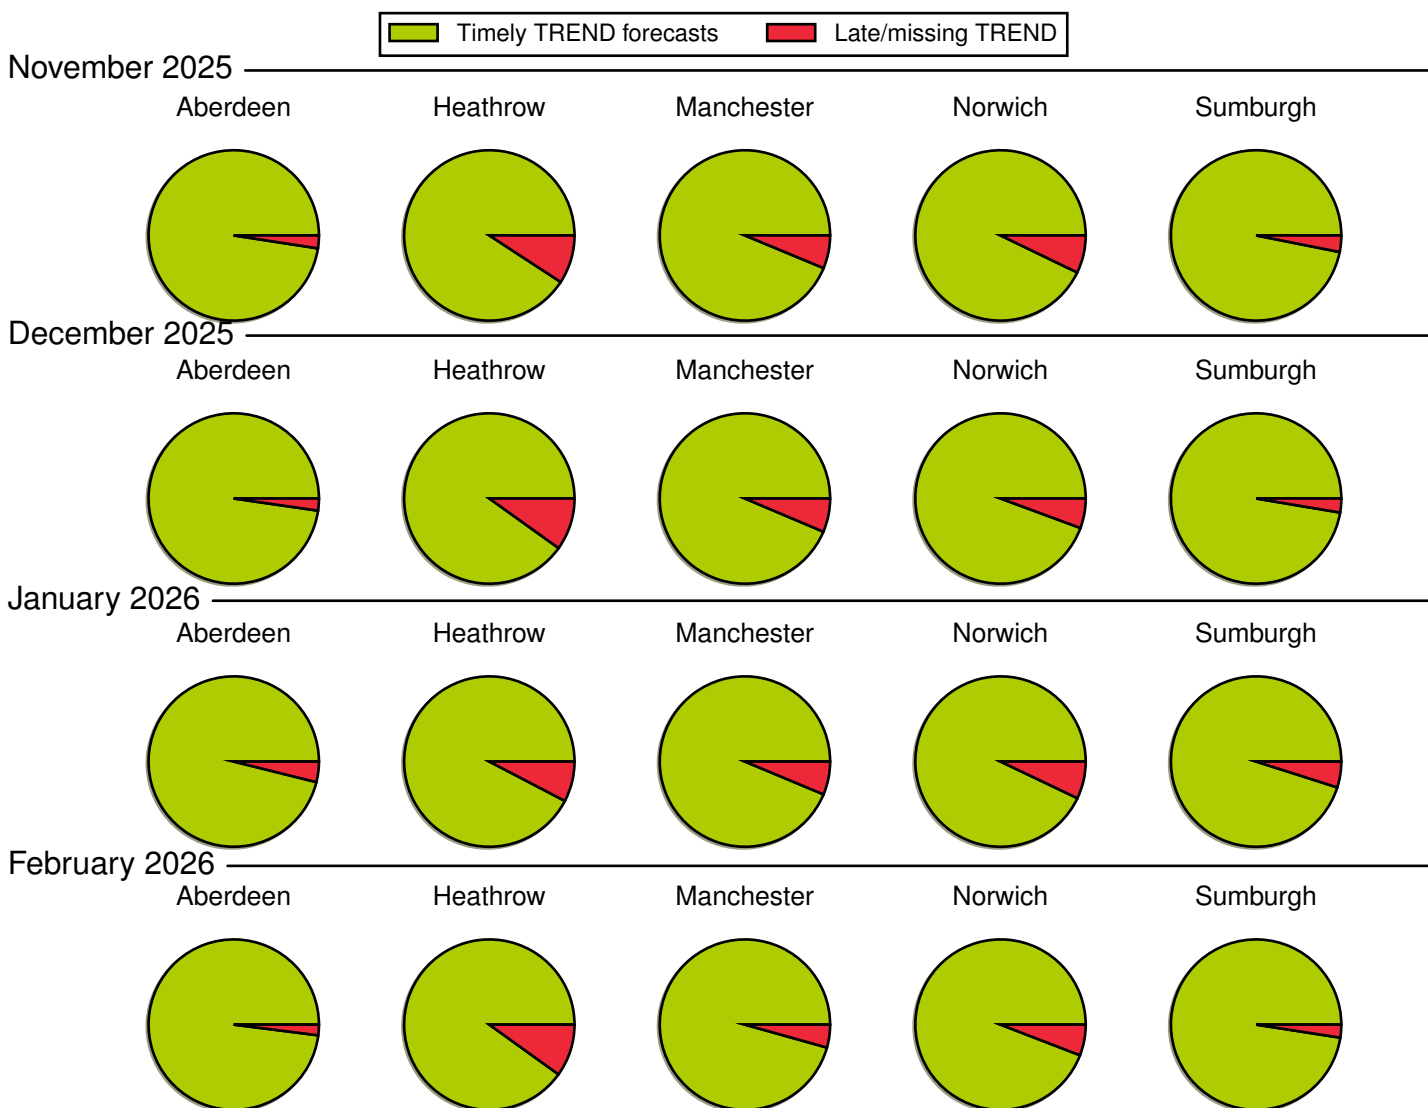 Timely TREND forecasts Late/missing TREND
November 2025
Aberdeen Heathrow Manchester Norwich Sumburgh
December 2025
Aberdeen Heathrow Manchester Norwich Sumburgh
January 2026
Aberdeen Heathrow Manchester Norwich Sumburgh
February 2026
Aberdeen Heathrow Manchester Norwich Sumburgh